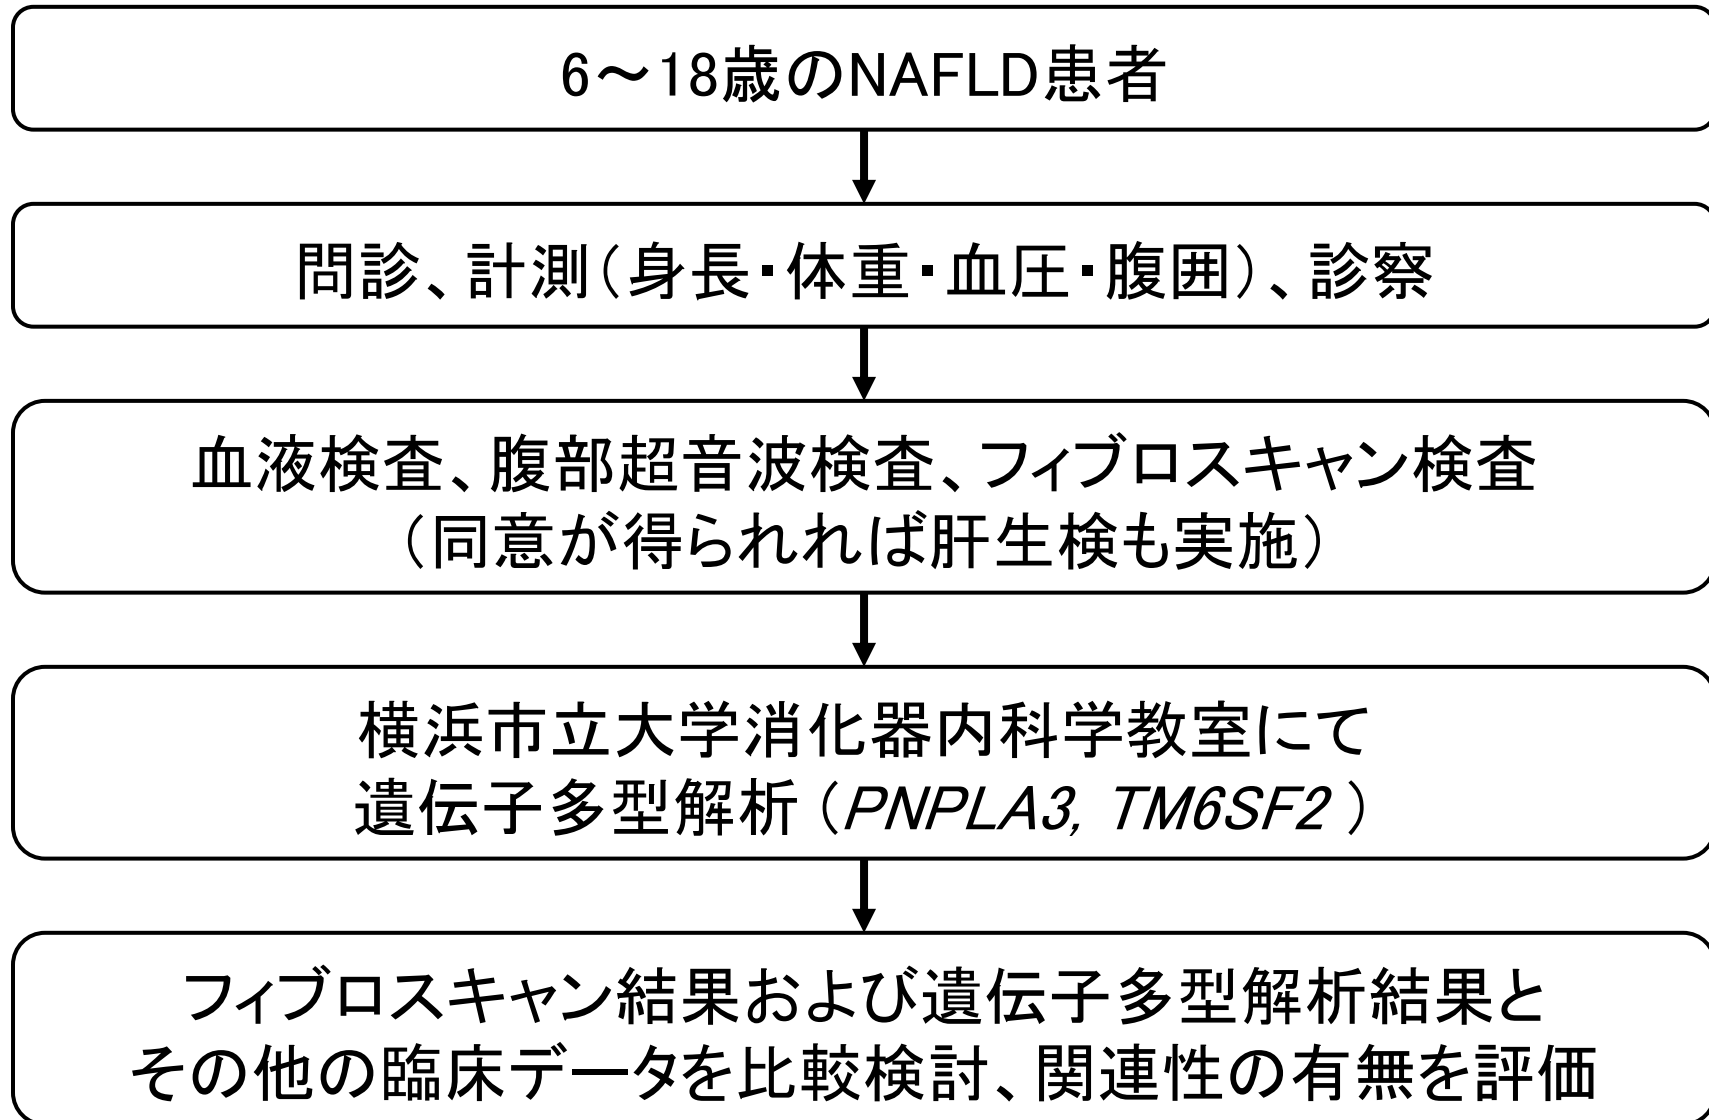 6～18歳のNAFLD患者
問診、計測（身長・体重・血圧・腹囲）、診察
血液検査、腹部超音波検査、フィブロスキャン検査
（同意が得られれば肝生検も実施）
横浜市立大学消化器内科学教室にて
遺伝子多型解析（PNPLA3, TM6SF2 ）
フィブロスキャン結果および遺伝子多型解析結果と
その他の臨床データを比較検討、関連性の有無を評価